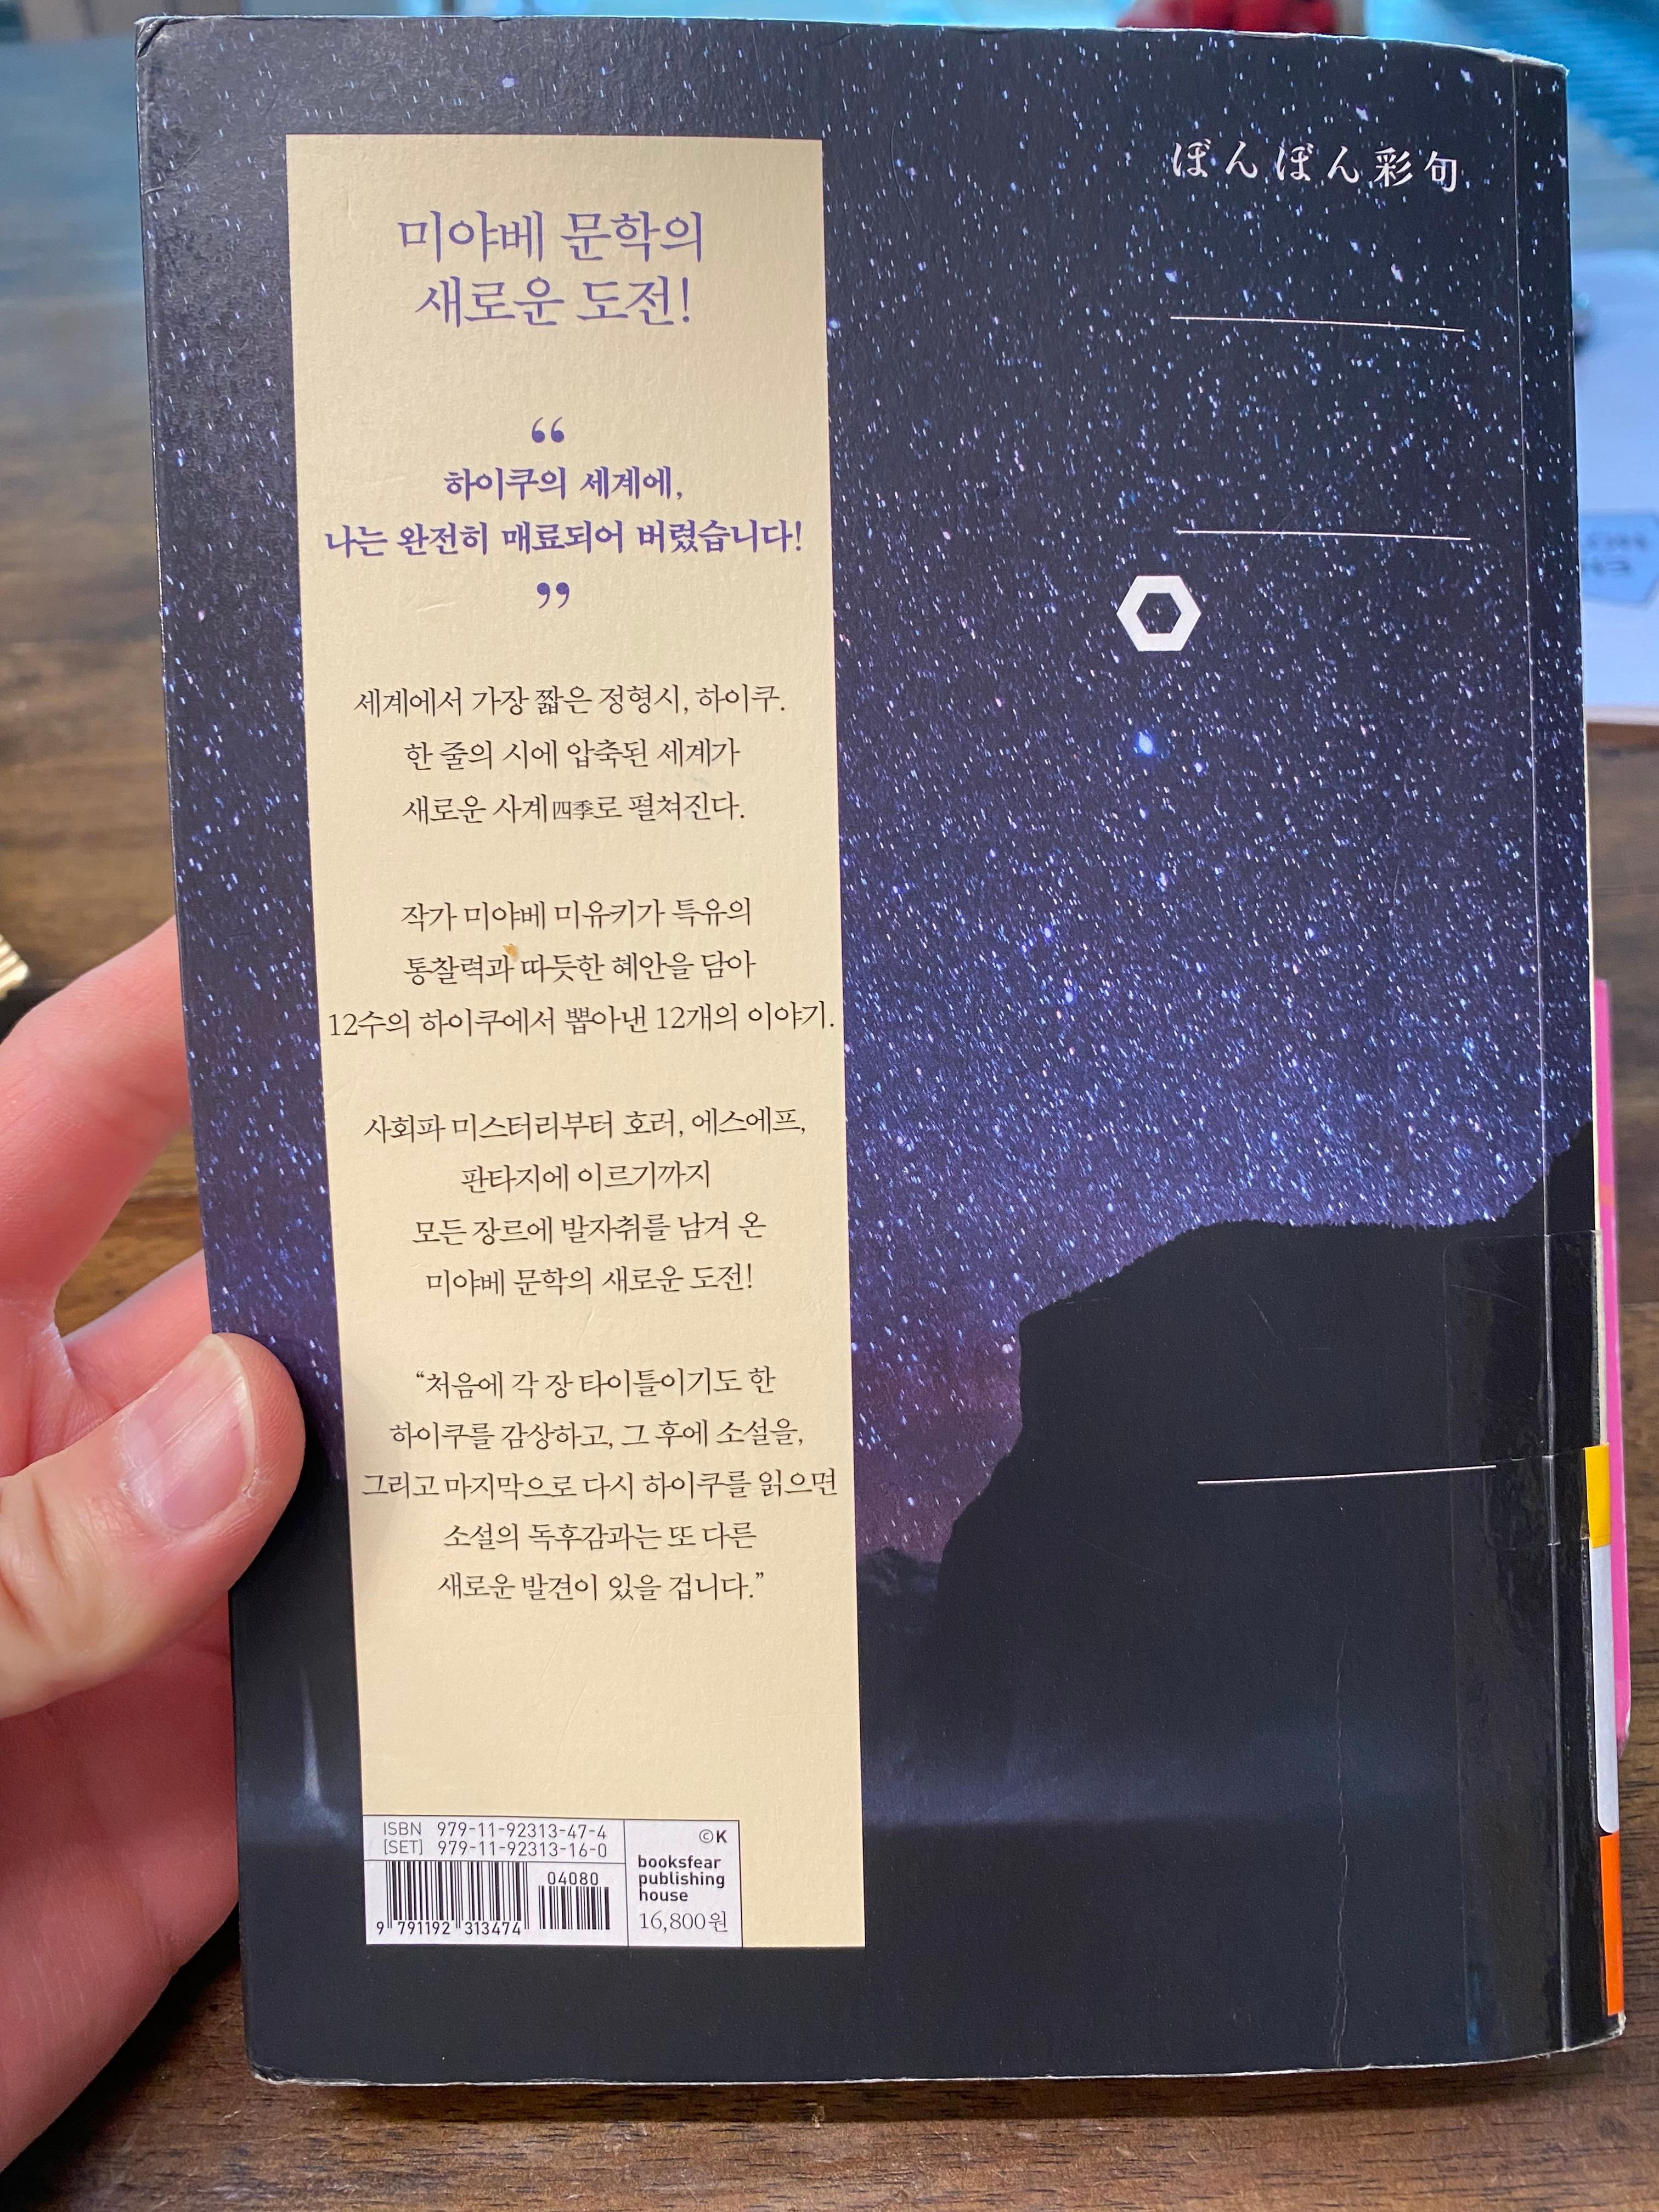 ぼんぼん彩句
미야베 문학의
새로운 도전!
“
하이쿠의 세계에,
나는 완전히 매료되어 버렸습니다!
”
세계에서 가장 짧은 정형시, 하이쿠.
한 줄의 시에 압축된 세계가
새로운 사계四季로 펼쳐진다.
작가 미야베 미유키가 특유의
통찰력과 따듯한 혜안을 담아
12수의 하이쿠에서 뽑아낸 12개의 이야기.
사회파 미스터리부터 호러, 에스에프,
판타지에 이르기까지
모든 장르에 발자취를 남겨 온
미야베 문학의 새로운 도전!
“처음에 각 장 타이틀이기도 한
하이쿠를 감상하고, 그 후에 소설을,
그리고 마지막으로 다시 하이쿠를 읽으면
소설의 독후감과는 또 다른
새로운 발견이 있을 겁니다.”
ISBN 979-11-92313-47-4
[SET] 979-11-92313-16-0
04080
9 791192 313474
©K
booksfear
publishing
house
16,800원